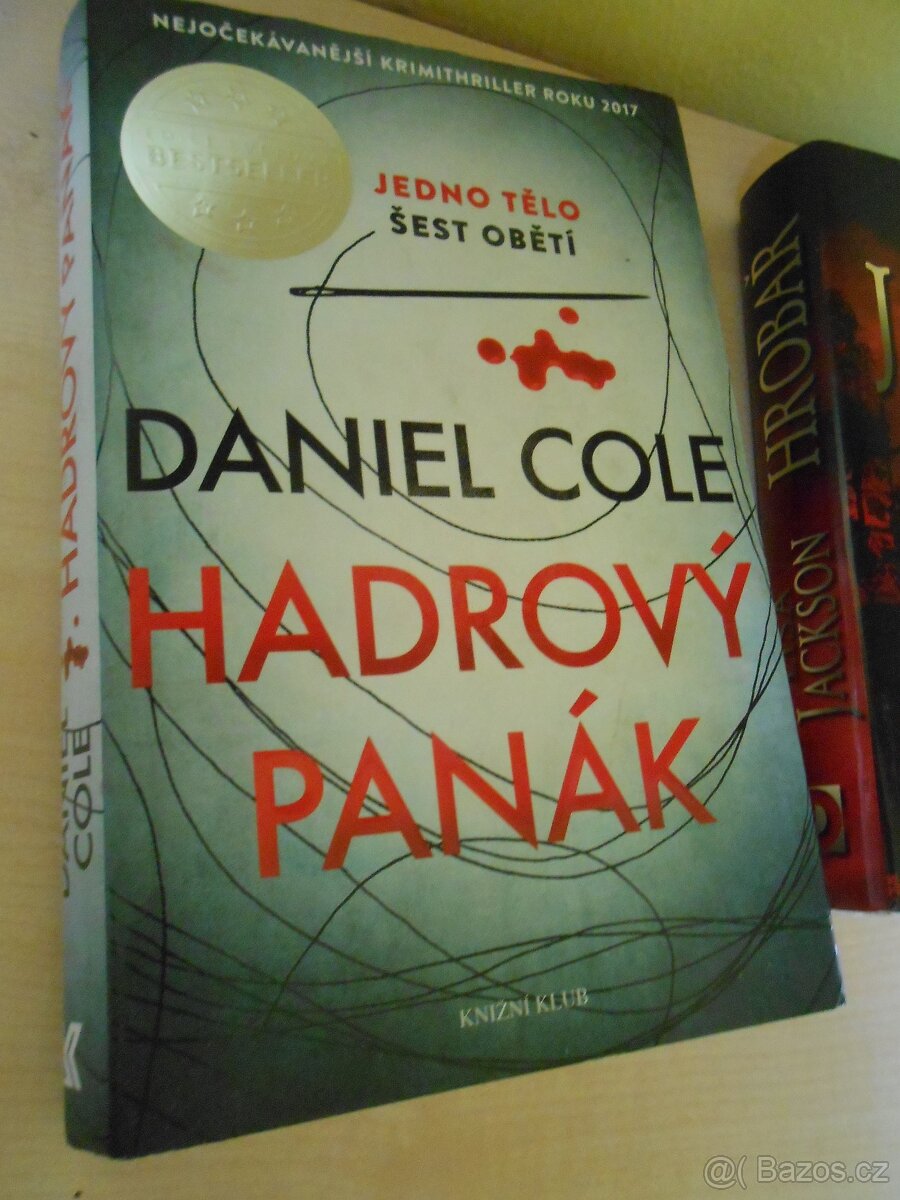 NEJOČEKÁVANĚJŠÍ KRIMITHRILLER ROKU 2017
BESTSELLER
JEDNO TĚLO
ŠEST OBĚTÍ
DANIEL COLE
HADROVÝ
PANÁK
KNIŽNÍ KLUB
DANIEL
COLE
HADROVÝ PANÁK
JACKSON
HROBAŘ
J
@( Bazos.cz